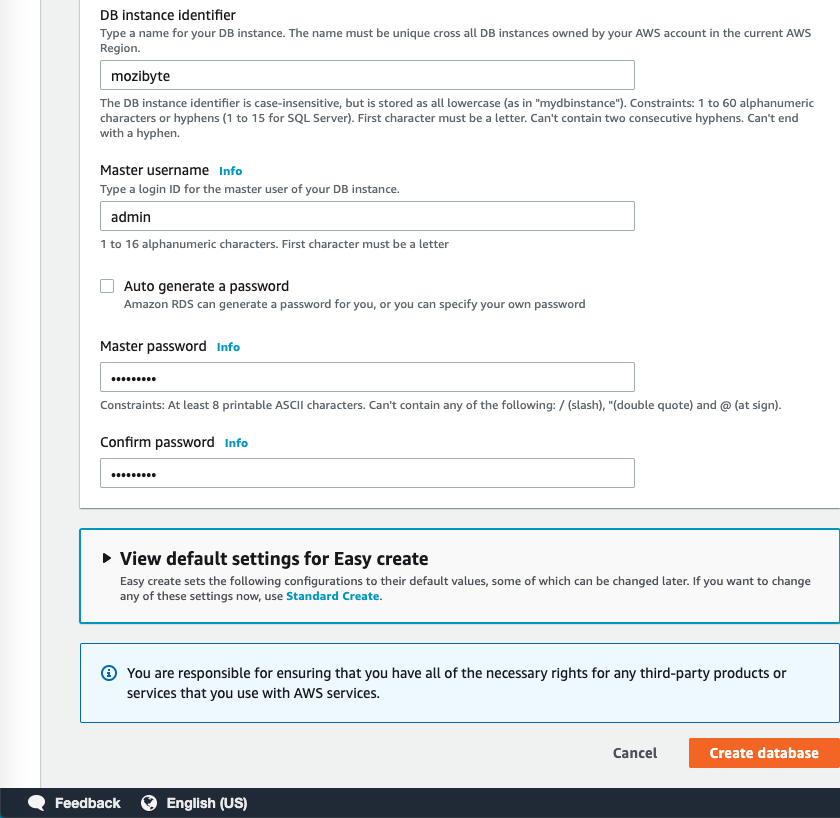 DB instance identifier
Type a name for your DB instance. The name must be unique cross all DB instances owned by your AWS account in the current AWS
Region.
mozibyte
The DB instance identifier is case-insensitive, but is stored as all lowercase (as in "mydbinstance"). Constraints: 1 to 60 alphanumeric
characters or hyphens (1 to 15 for SQL Server). First character must be a letter. Can't contain two consecutive hyphens. Can't end
with a hyphen.
Master username Info
Type a login ID for the master user of your DB instance.
admin
1 to 16 alphanumeric characters. First character must be a letter
Auto generate a password
Amazon RDS can generate a password for you, or you can specify your own password
Master password Info
•••••••••
Constraints: At least 8 printable ASCII characters. Can't contain any of the following: / (slash), "(double quote) and @ (at sign).
Confirm password Info
•••••••••
View default settings for Easy create
Easy create sets the following configurations to their default values, some of which can be changed later. If you want to change
any of these settings now, use Standard Create.
You are responsible for ensuring that you have all of the necessary rights for any third-party products or
services that you use with AWS services.
Cancel Create database
Feedback English (US)